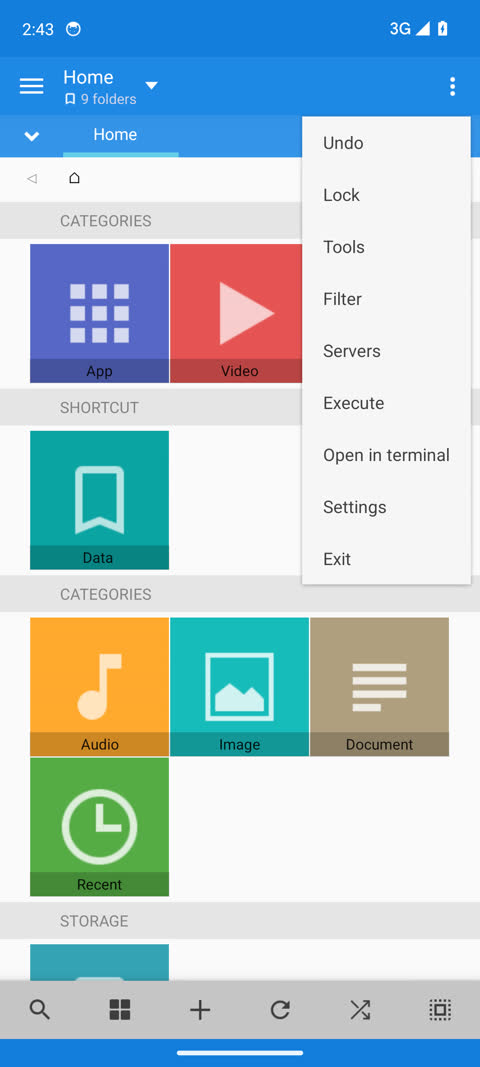 2:43
3G
Home
9 folders
Home
Undo
Lock
Tools
Filter
Servers
Execute
Open in terminal
Settings
Exit
CATEGORIES
App
Video
SHORTCUT
Data
CATEGORIES
Audio
Image
Document
Recent
STORAGE